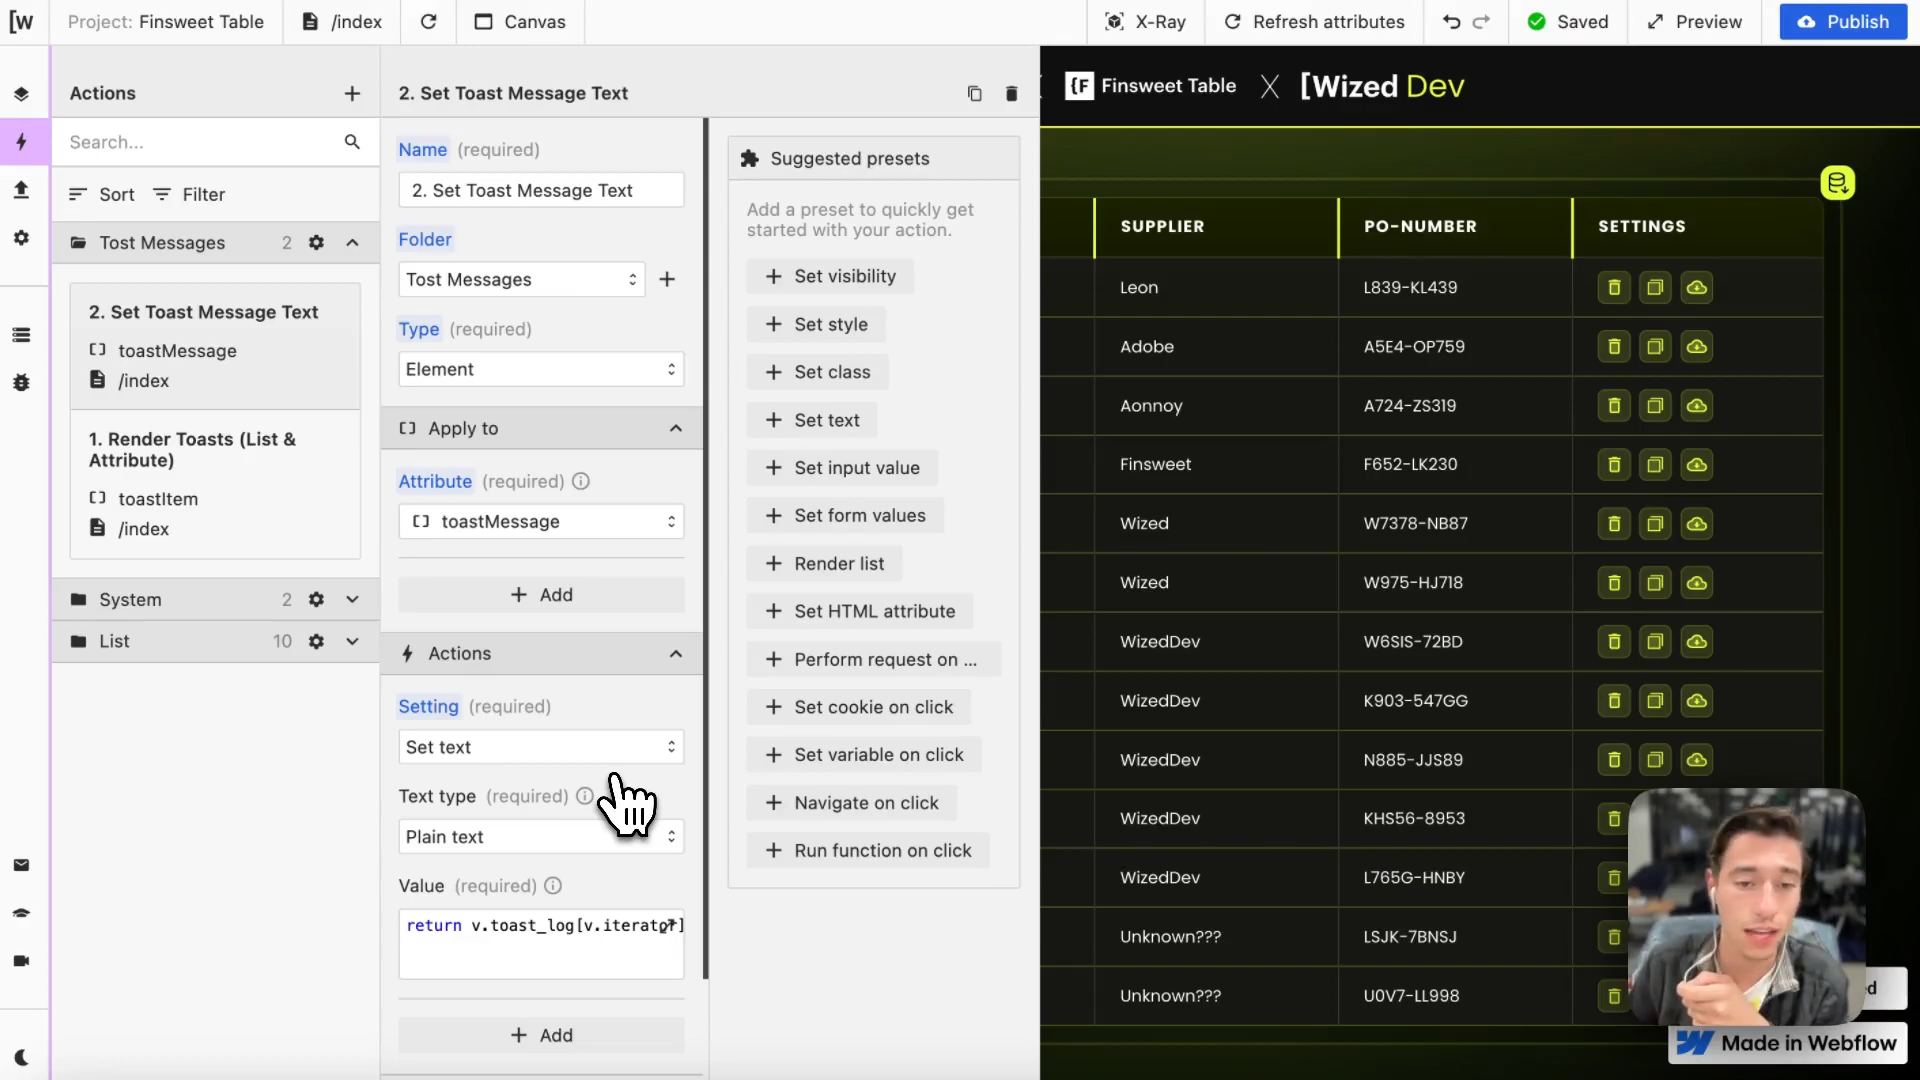 [W
Project: Finsweet Table
/index
Canvas
X-Ray
Refresh attributes
Saved
Preview
Publish
Actions
Search...
Sort
Filter
Tost Messages 2
2. Set Toast Message Text
toastMessage
/index
1. Render Toasts (List &
Attribute)
toastItem
/index
System 2
List 10
2. Set Toast Message Text
Name (required)
2. Set Toast Message Text
Folder
Tost Messages
Type (required)
Element
Apply to
Attribute (required)
toastMessage
Add
Actions
Setting (required)
Set text
Text type (required)
Plain text
Value (required)
return v.toast_log[v.iterator]
Add
Suggested presets
Add a preset to quickly get
started with your action.
Set visibility
Set style
Set class
Set text
Set input value
Set form values
Render list
Set HTML attribute
Perform request on ...
Set cookie on click
Set variable on click
Navigate on click
Run function on click
{F Finsweet Table X [Wized Dev
SUPPLIER PO-NUMBER SETTINGS
Leon L839-KL439
Adobe A5E4-OP759
Aonnoy A724-ZS319
Finsweet F652-LK230
Wized W7378-NB87
Wized W975-HJ718
WizedDev W6SIS-72BD
WizedDev K903-547GG
WizedDev N885-JJS89
WizedDev KHS56-8953
WizedDev L765G-HNBY
Unknown??? LSJK-7BNSJ
Unknown??? U0V7-LL998
Made in Webflow